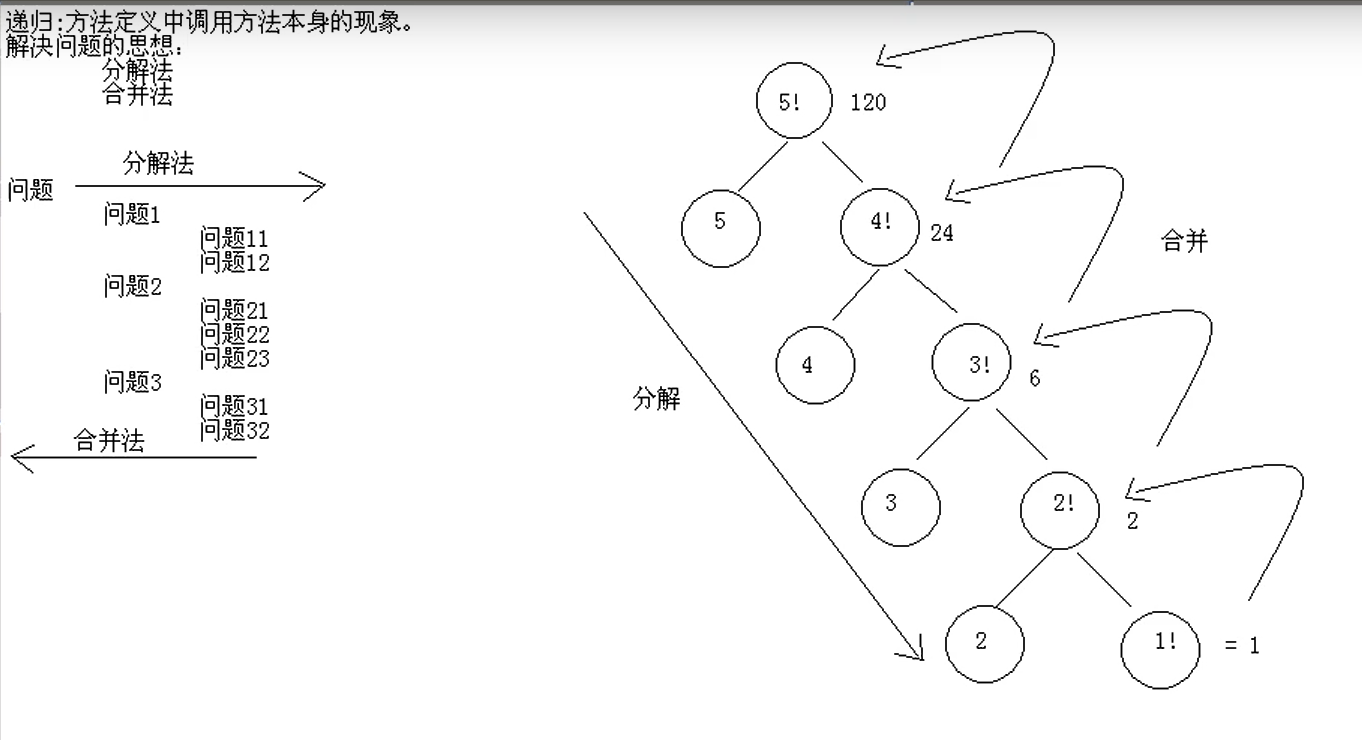 递归:方法定义中调用方法本身的现象。
解决问题的思想：
分解法
合并法
分解法
问题
问题1
问题11
问题12
问题2
问题21
问题22
问题23
问题3
问题31
问题32
合并法
5! 120
5 4! 24
合并
4 3! 6
分解
3 2! 2
2 1! = 1